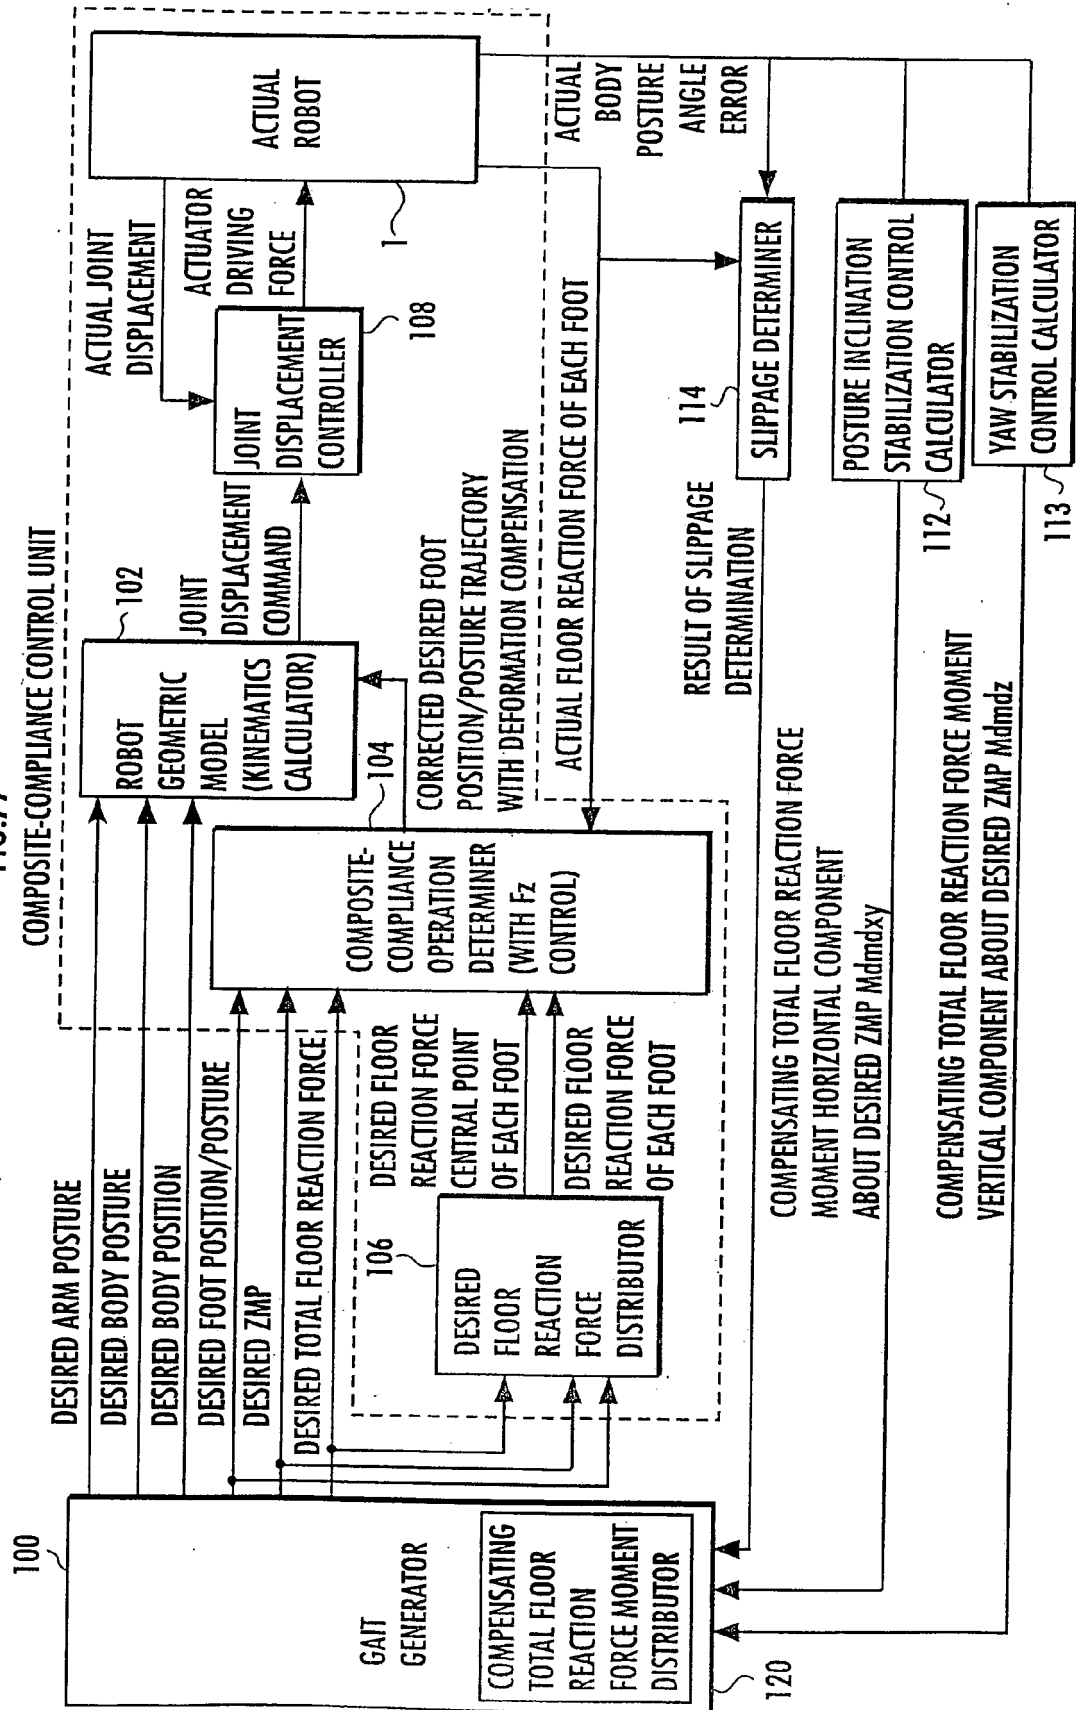 COMPOSITE-COMPLIANCE CONTROL UNIT
100
GAIT
GENERATOR
COMPENSATING
TOTAL FLOOR
REACTION
FORCE MOMENT
DISTRIBUTOR
120
DESIRED ARM POSTURE
DESIRED BODY POSTURE
DESIRED BODY POSITION
DESIRED FOOT POSITION/POSTURE
DESIRED ZMP
DESIRED TOTAL FLOOR REACTION FORCE
106
DESIRED
FLOOR
REACTION
FORCE
DISTRIBUTOR
DESIRED FLOOR
REACTION FORCE
CENTRAL POINT
OF EACH FOOT
DESIRED FLOOR
REACTION FORCE
OF EACH FOOT
104
COMPOSITE-
COMPLIANCE
OPERATION
DETERMINER
(WITH Fz
CONTROL)
102
ROBOT
GEOMETRIC
MODEL
(KINEMATICS
CALCULATOR)
CORRECTED DESIRED FOOT
POSITION/POSTURE TRAJECTORY
WITH DEFORMATION COMPENSATION
JOINT
DISPLACEMENT
COMMAND
JOINT
DISPLACEMENT
CONTROLLER
108
ACTUAL JOINT
DISPLACEMENT
ACTUATOR
DRIVING
FORCE
ACTUAL
ROBOT
1
ACTUAL FLOOR REACTION FORCE OF EACH FOOT
ACTUAL
BODY
POSTURE
ANGLE
ERROR
114
SLIPPAGE DETERMINER
RESULT OF SLIPPAGE
DETERMINATION
POSTURE INCLINATION
STABILIZATION CONTROL
CALCULATOR
112
COMPENSATING TOTAL FLOOR REACTION FORCE
MOMENT HORIZONTAL COMPONENT
ABOUT DESIRED ZMP Mdmdxy
YAW STABILIZATION
CONTROL CALCULATOR
113
COMPENSATING TOTAL FLOOR REACTION FORCE MOMENT
VERTICAL COMPONENT ABOUT DESIRED ZMP Mdmdz